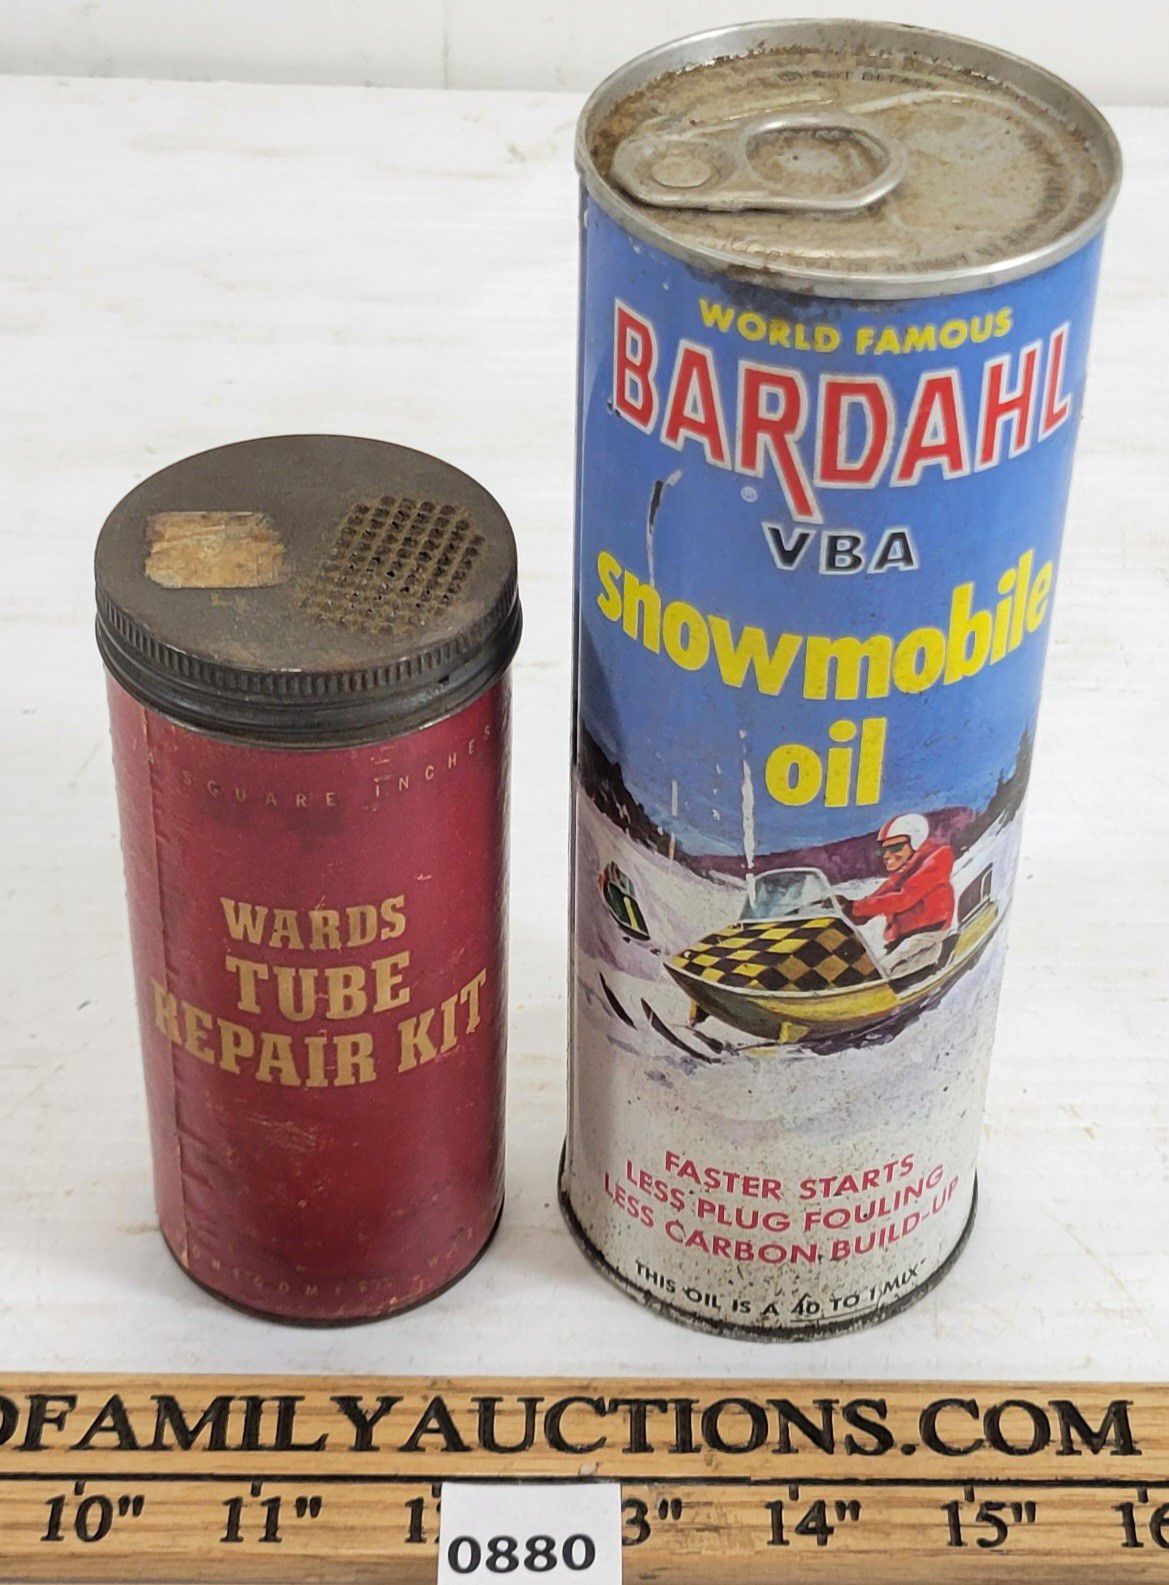 SQUARE INCHES
WARDS
TUBE
REPAIR KIT
WORLD FAMOUS
BARDAHL
®
VBA
snowmobile
oil
FASTER STARTS
LESS PLUG FOULING
LESS CARBON BUILD-UP
THIS OIL IS A 40 TO 1 MIX
FAMILYAUCTIONS.COM
10" 11" 14" 15"
0880